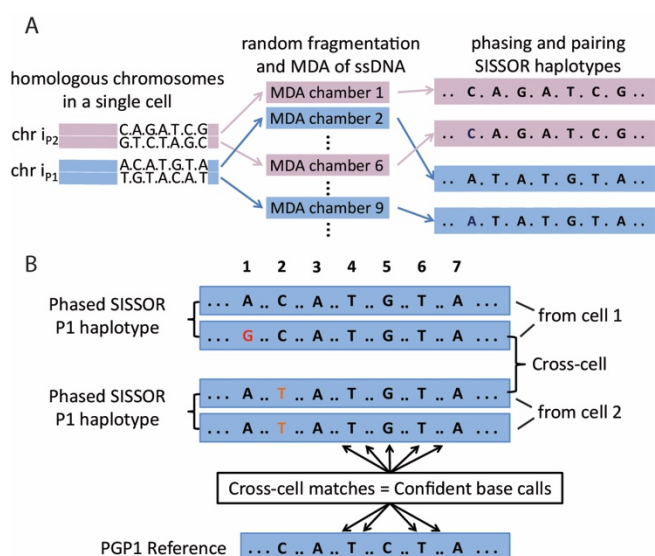 A
homologous chromosomes
in a single cell
random fragmentation
and MDA of ssDNA
phasing and pairing
SISSOR haplotypes
chr iP2
C.A.G.A.T.C.G
G.T.C.T.A.G.C
chr iP1
A.C.A.T.G.T.A
T.G.T.A.C.A.T
MDA chamber 1
MDA chamber 2
MDA chamber 6
MDA chamber 9
.. C . A . G . A . T . C . G ..
.. C . A . G . A . T . C . G ..
.. A . T . A . T . G . T . A ..
.. A . T . A . T . G . T . A ..
B
1 2 3 4 5 6 7
Phased SISSOR
P1 haplotype
... A .. C .. A .. T .. G .. T .. A ...
... G .. C .. A .. T .. G .. T .. A ...
from cell 1
Cross-cell
Phased SISSOR
P1 haplotype
... A .. T .. A .. T .. G .. T .. A ...
... A .. T .. A .. T .. G .. T .. A ...
from cell 2
Cross-cell matches = Confident base calls
PGP1 Reference
... C .. A .. T .. C .. T .. A ...